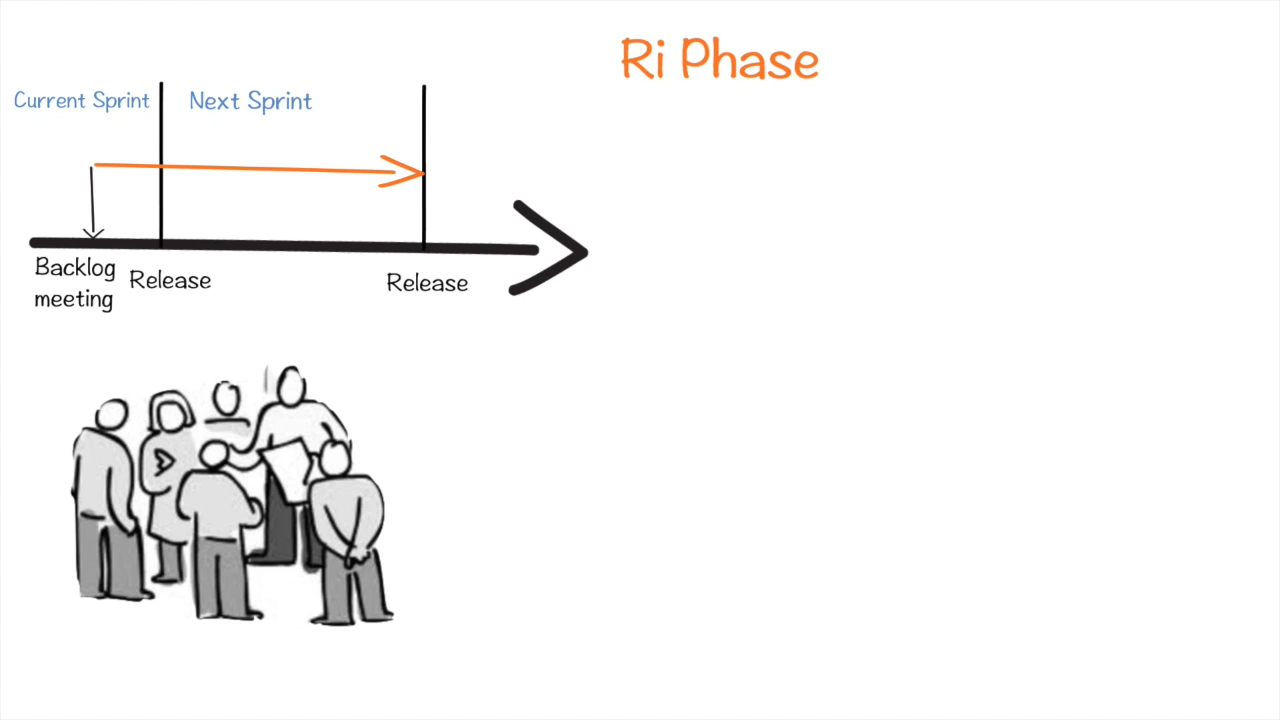 Ri Phase
Current Sprint
Next Sprint
Backlog
meeting
Release
Release